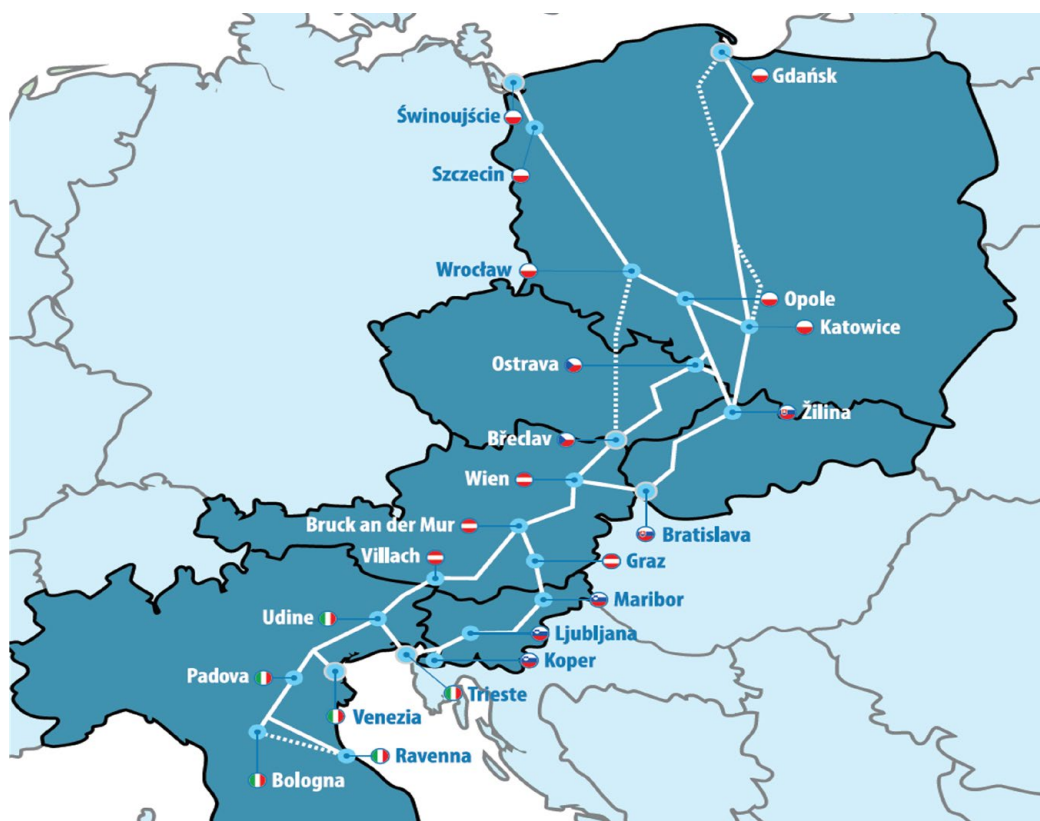 Gdańsk
Świnoujście
Szczecin
Wrocław
Opole
Katowice
Ostrava
Žilina
Břeclav
Wien
Bruck an der Mur
Bratislava
Villach
Graz
Maribor
Udine
Ljubljana
Koper
Padova
Trieste
Venezia
Ravenna
Bologna